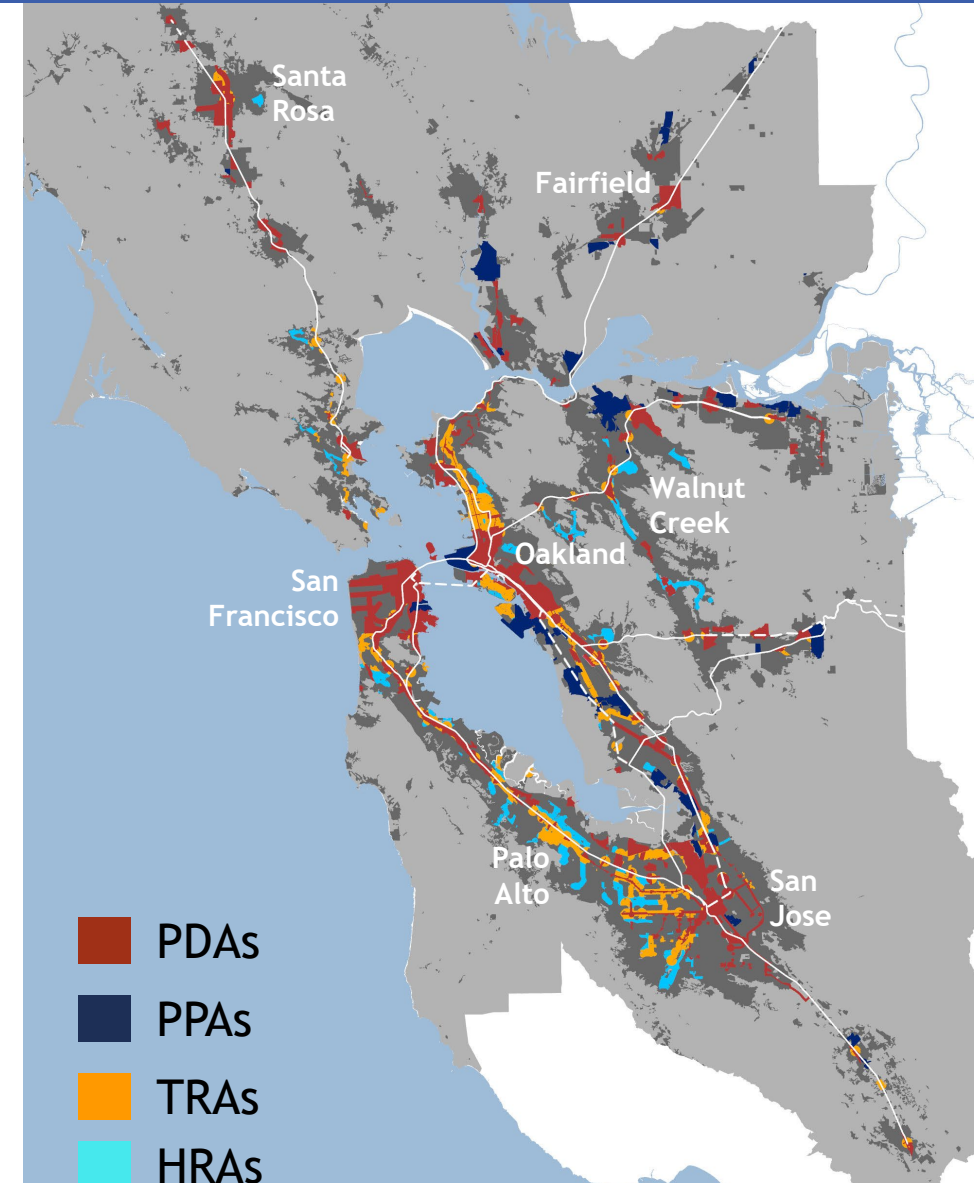 Santa
Rosa
Fairfield
Walnut
Creek
Oakland
San
Francisco
Palo
Alto
San
Jose
PDAs
PPAs
TRAs
HRAs